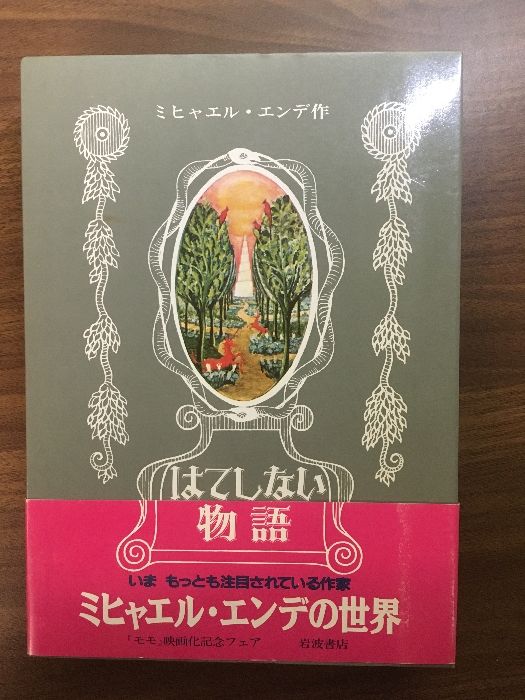 ミヒャエル・エンデ作
はてしない
物語
いま もっとも注目されている作家
ミヒャエル・エンデの世界
「モモ」映画化記念フェア 岩波書店